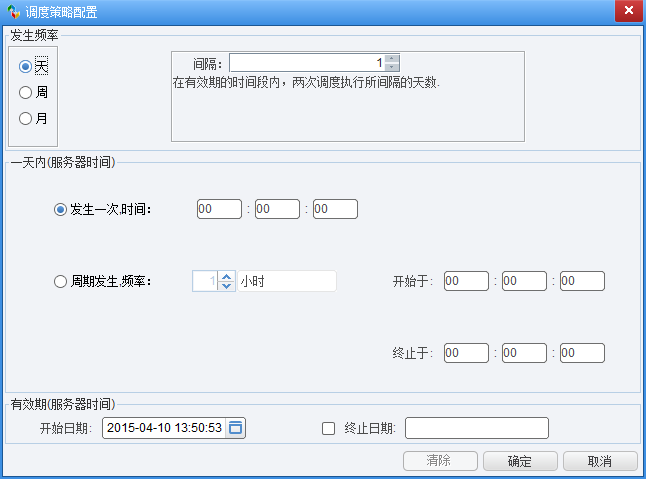 调度策略配置
发生频率
天
周
月
间隔: 1
在有效期的时间段内，两次调度执行所间隔的天数.
一天内(服务器时间)
发生一次,时间: 00 : 00 : 00
周期发生,频率: 1 小时 开始于: 00 : 00 : 00
终止于: 00 : 00 : 00
有效期(服务器时间)
开始日期: 2015-04-10 13:50:53 终止日期:
清除 确定 取消